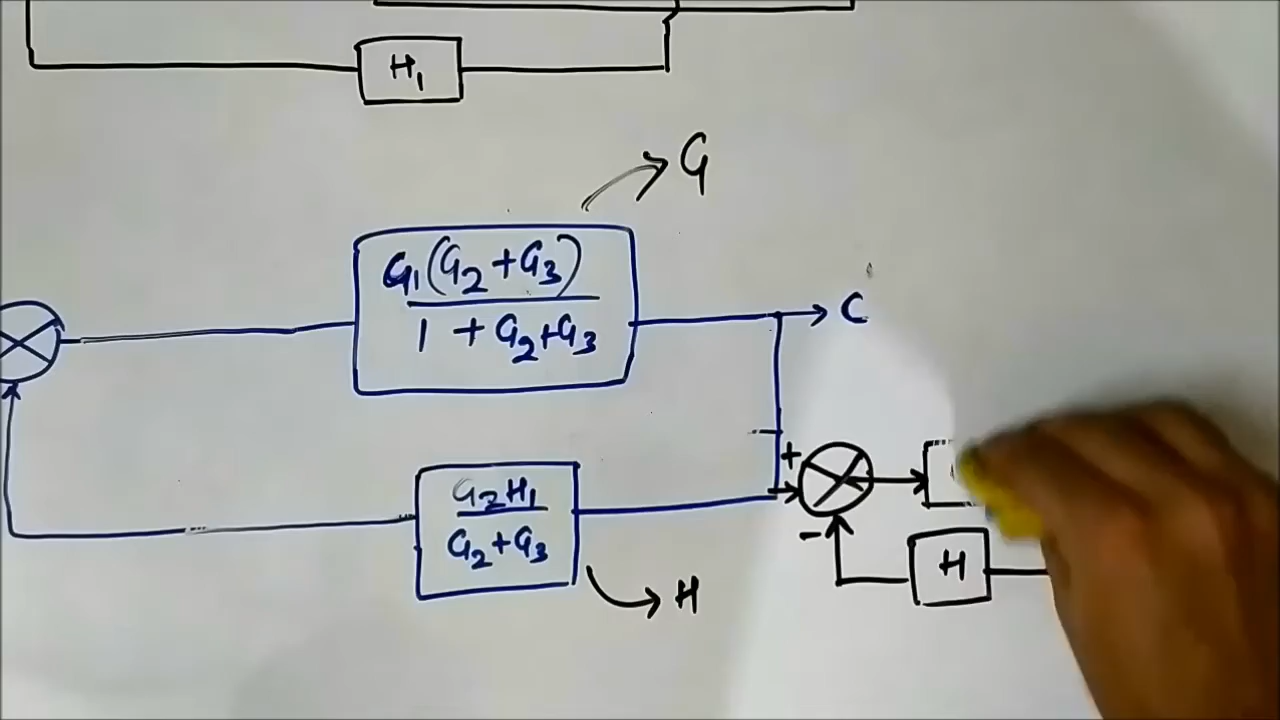 H1
G
G1(G2+G3)
1 + G2+G3
C
G2H1
G2+G3
+
-
H
H